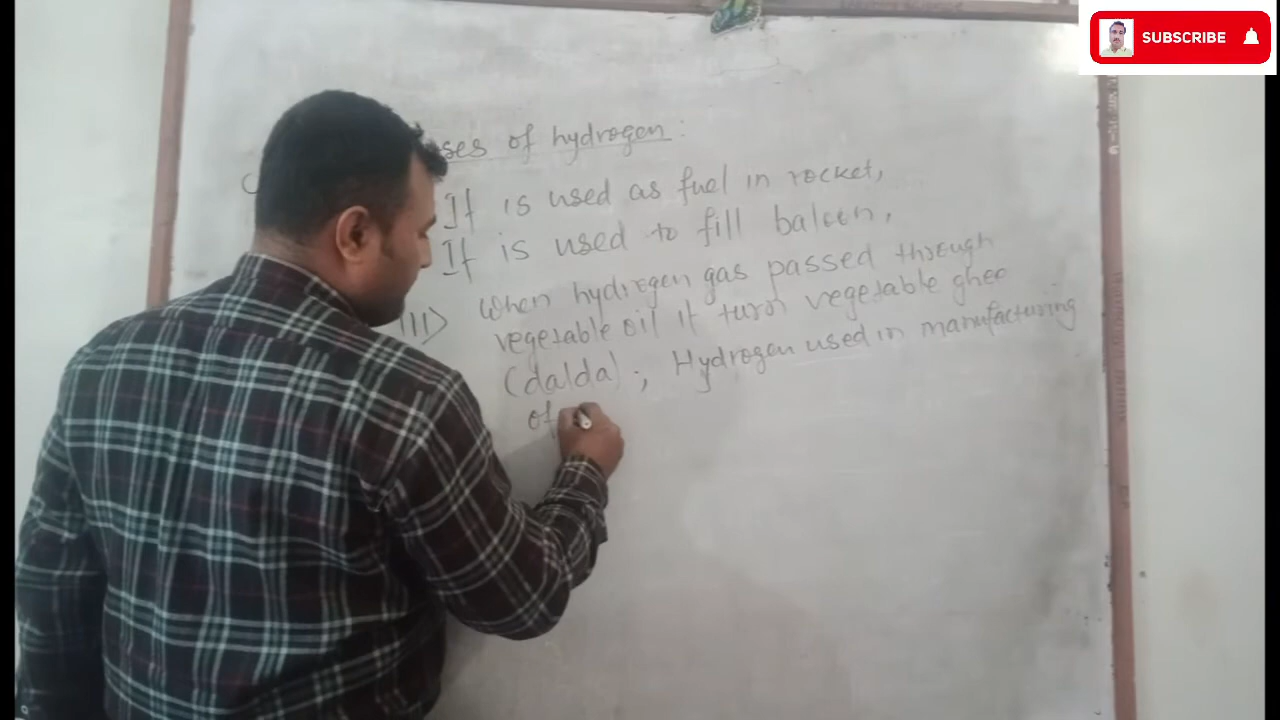 SUBSCRIBE
ses of hydrogen:
It is used as fuel in rocket,
It is used to fill baloon,
III) When hydrogen gas passed through
vegetable oil it turn vegetable ghee
(dalda).; Hydrogen used in manufacturing
of